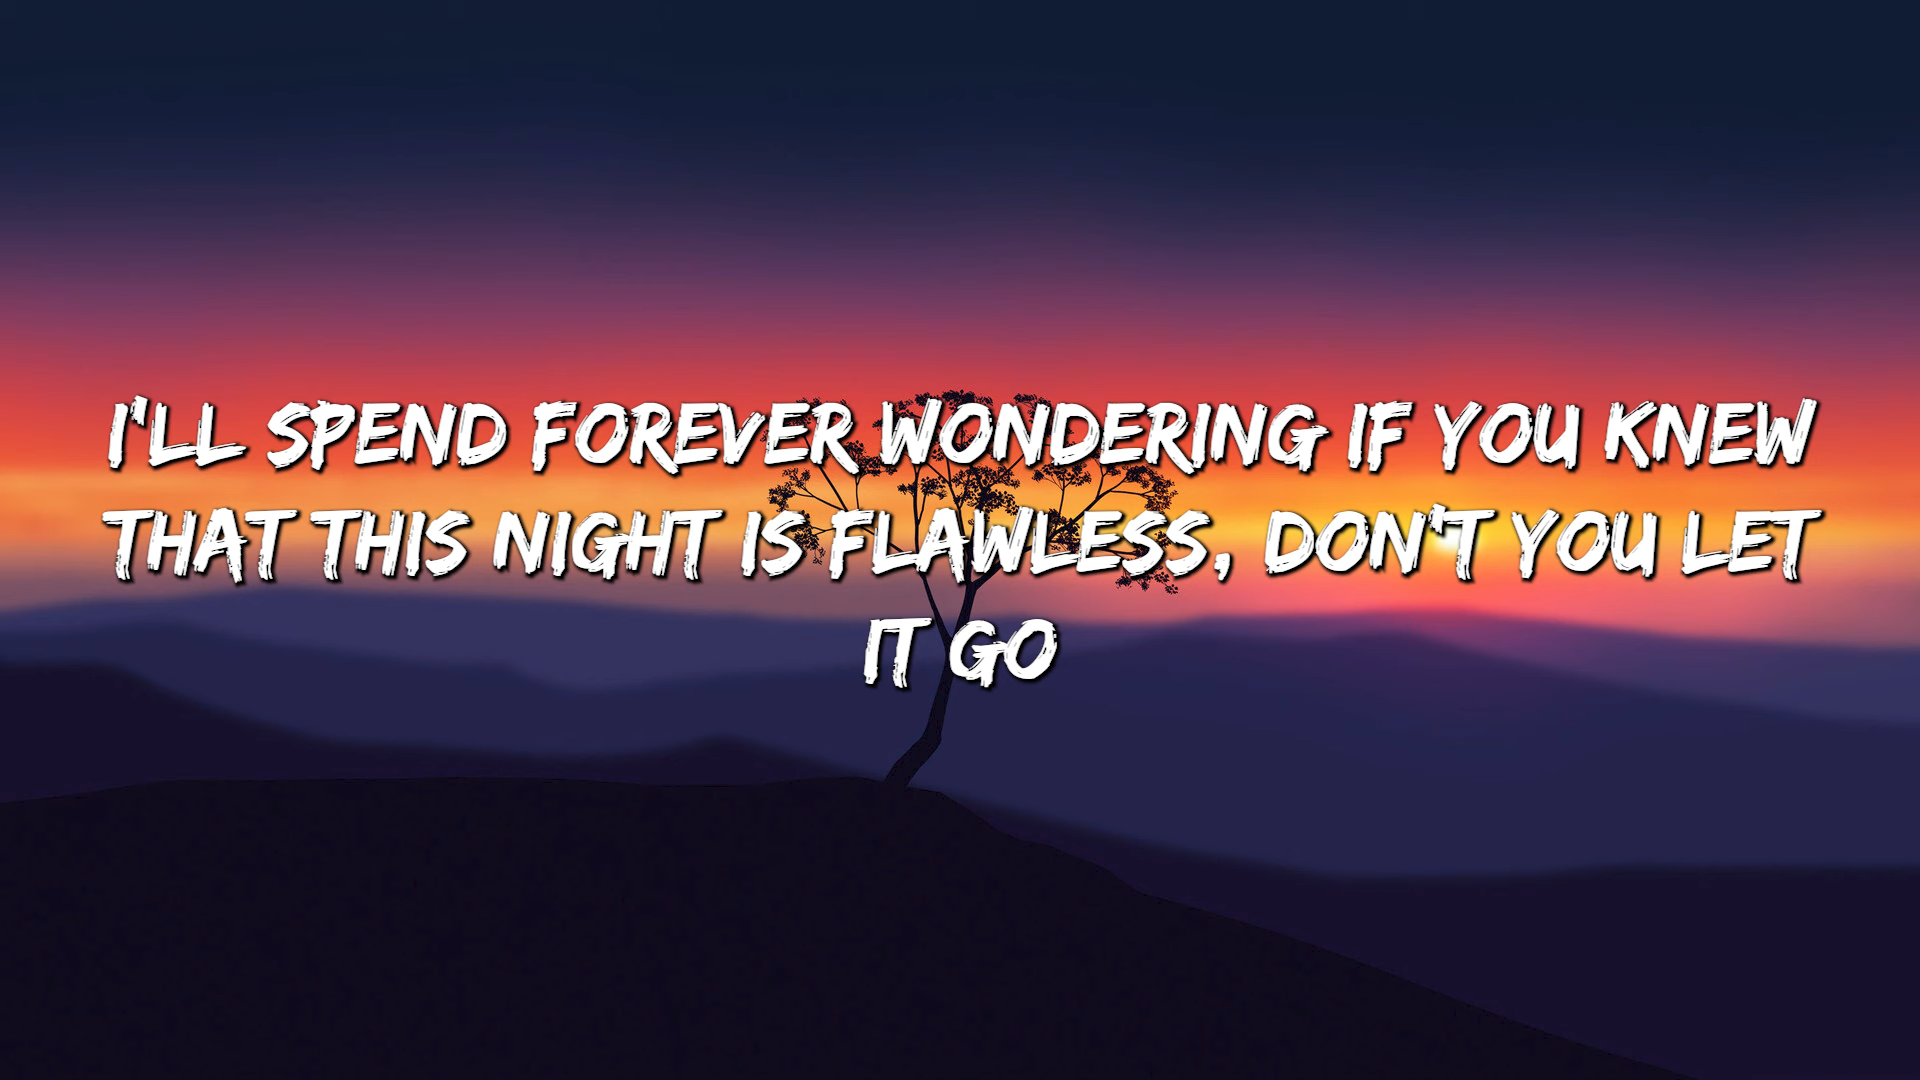 I'LL SPEND FOREVER WONDERING IF YOU KNEW
THAT THIS NIGHT IS FLAWLESS, DON'T YOU LET
IT GO